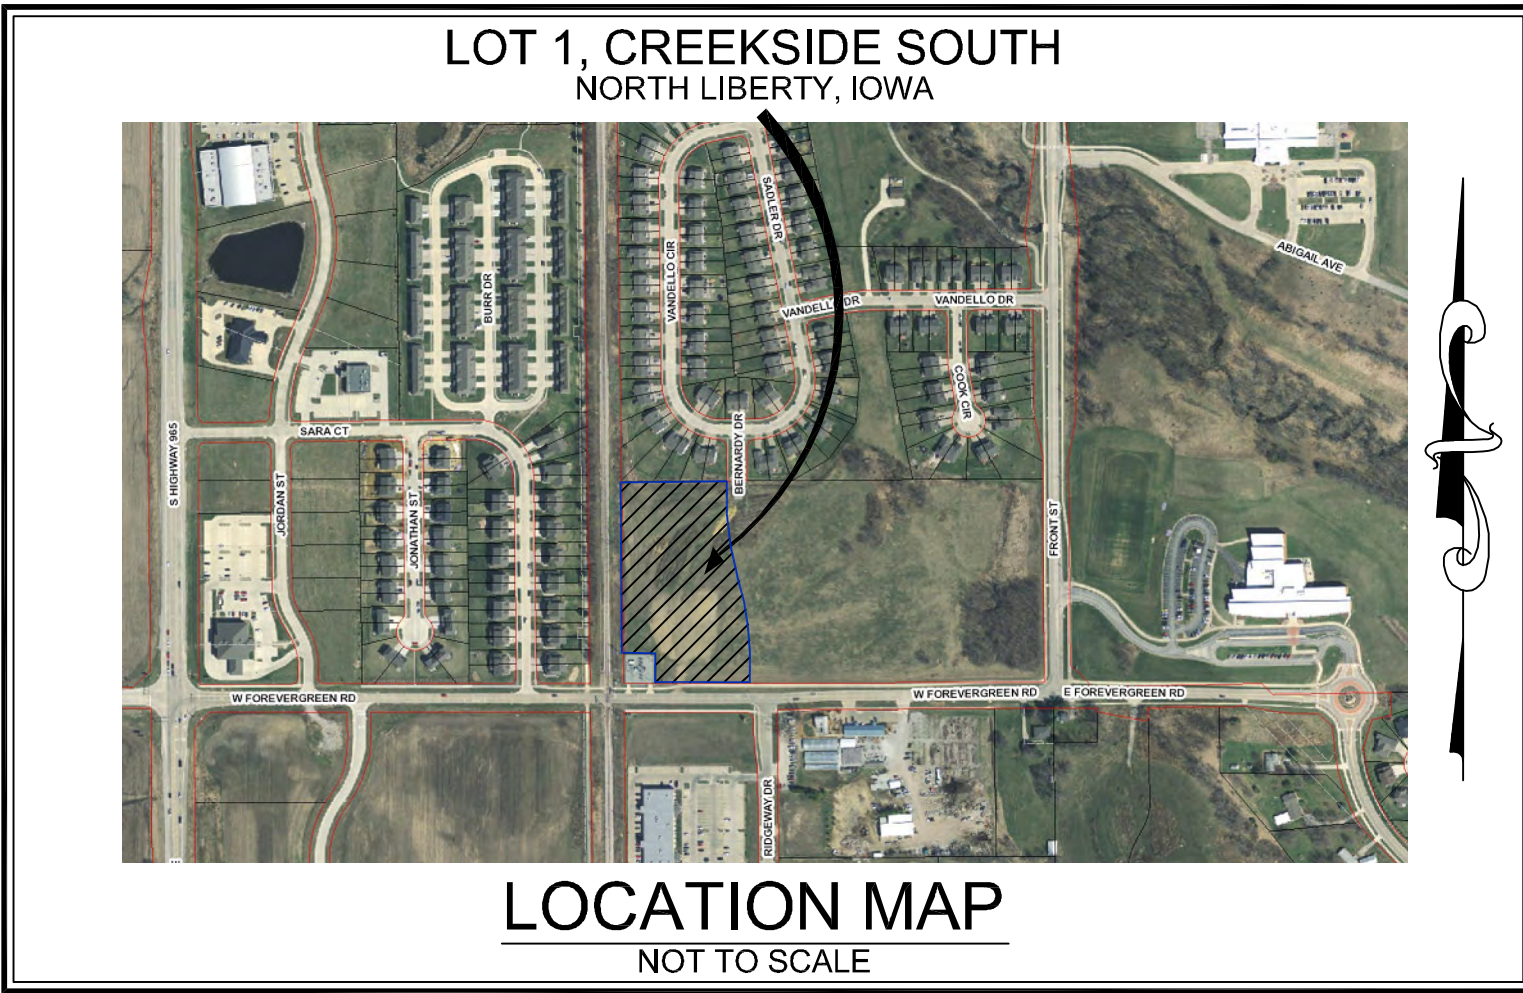 LOT 1, CREEKSIDE SOUTH
NORTH LIBERTY, IOWA
SADLER DR
VANDELLO CIR
ABIGAIL AVE
BURR DR
VANDELLO DR
VANDELLO DR
COOK CIR
SARA CT
S HIGHWAY 965
BERNARDY DR
JORDAN ST
JONATHAN ST
FRONT ST
W FOREVERGREEN RD
W FOREVERGREEN RD
E FOREVERGREEN RD
RIDGEWAY DR
LOCATION MAP
NOT TO SCALE